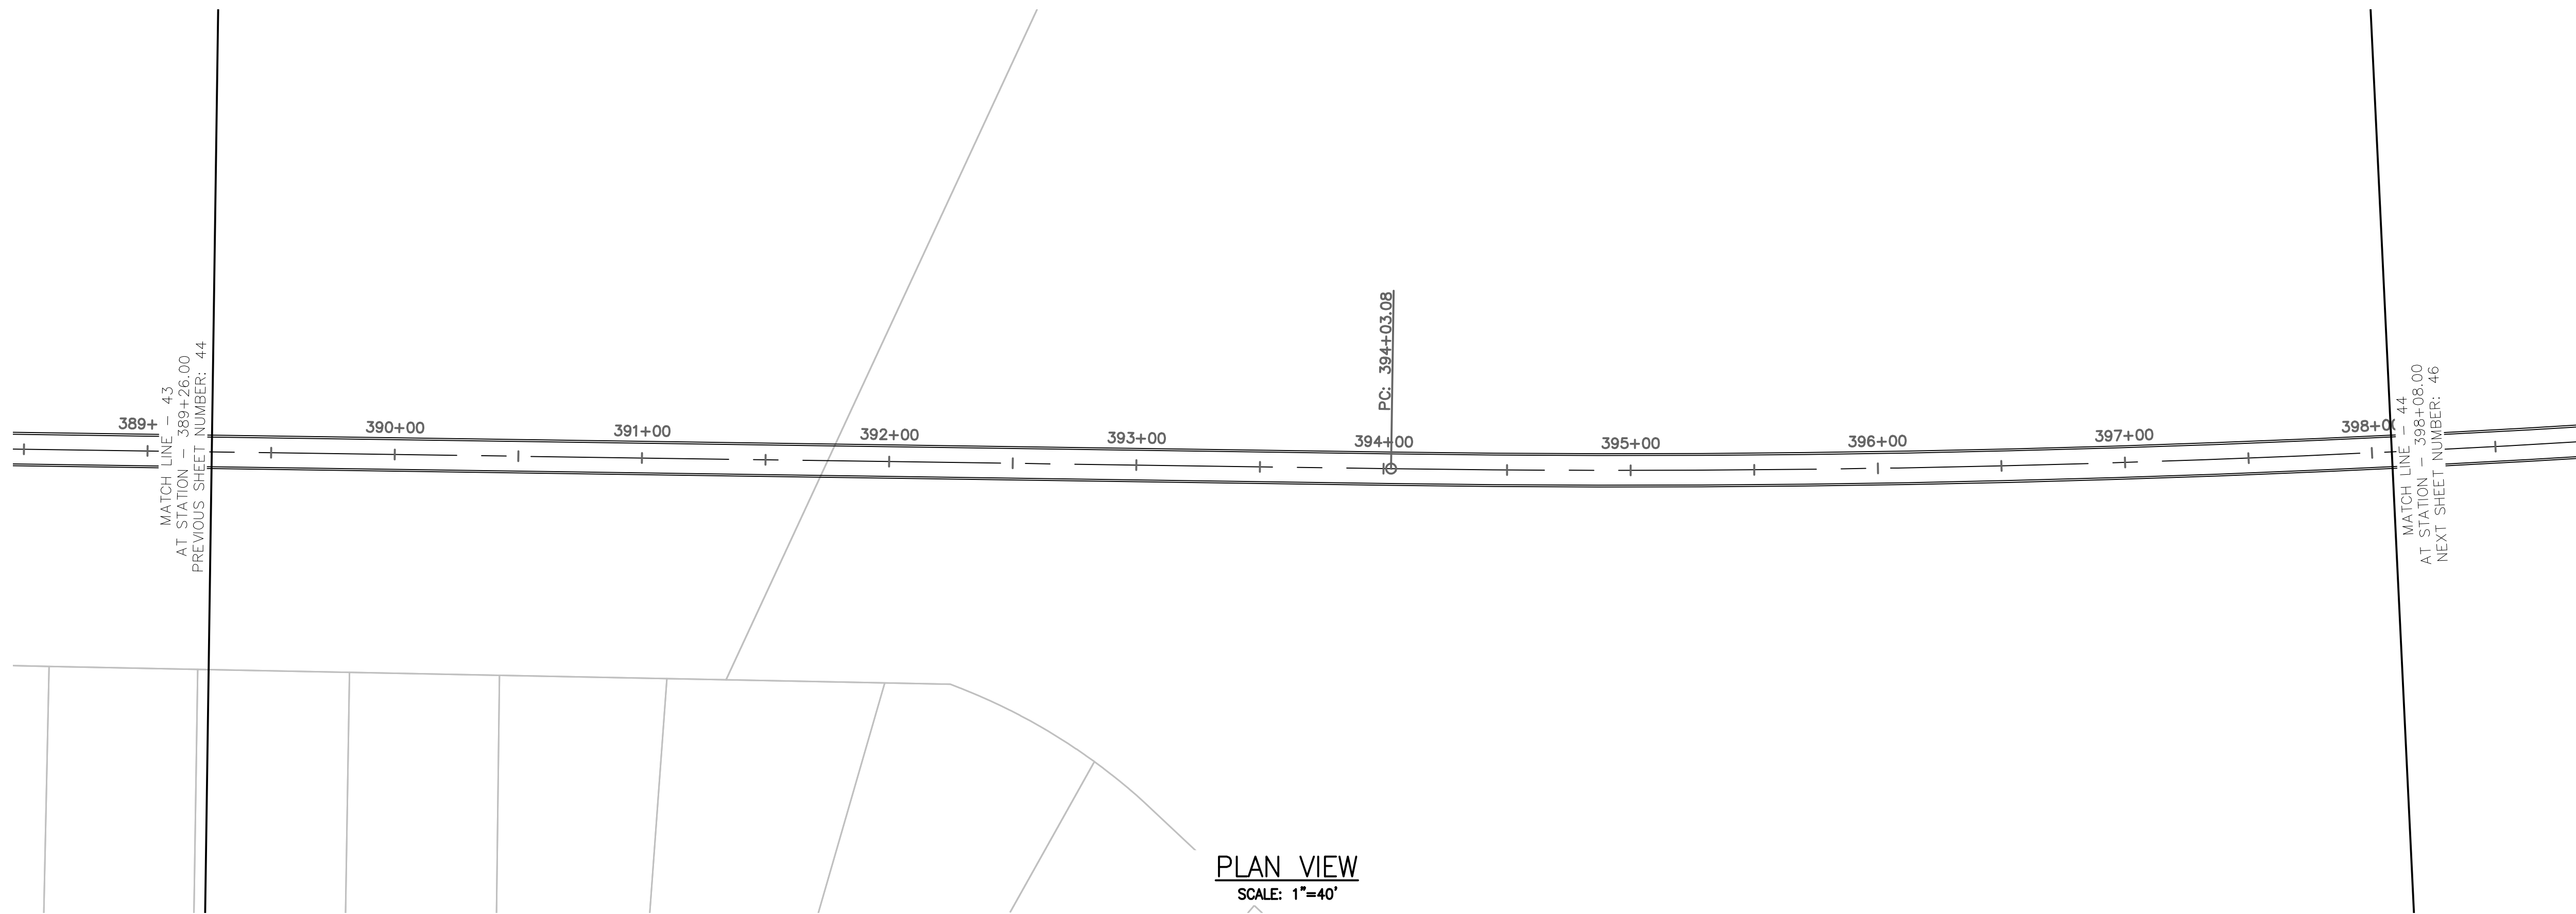 MATCH LINE - 43
AT STATION - 389+26.00
PREVIOUS SHEET NUMBER: 44
389+
390+00
391+00
392+00
393+00
PC: 394+03.08
394+00
395+00
396+00
397+00
398+0
MATCH LINE - 44
AT STATION - 398+08.00
NEXT SHEET NUMBER: 46
PLAN VIEW
SCALE: 1"=40'